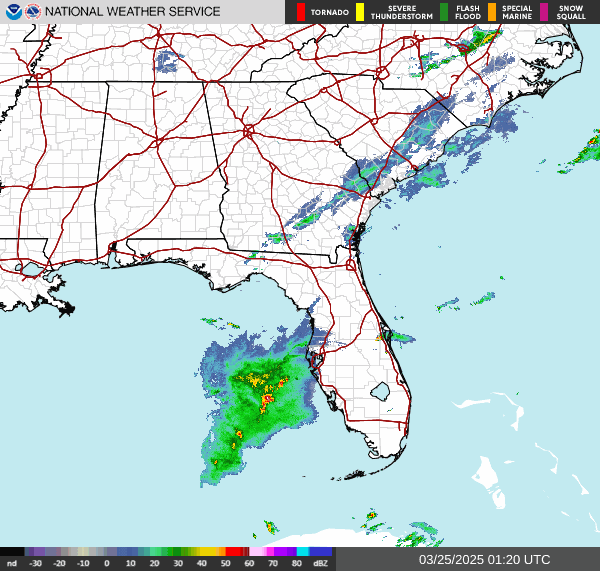 NATIONAL WEATHER SERVICE
TORNADO
SEVERE
THUNDERSTORM
FLASH
FLOOD
SPECIAL
MARINE
SNOW
SQUALL
nd -30 -20 -10 0 10 20 30 40 50 60 70 80 dBZ
03/25/2025 01:20 UTC